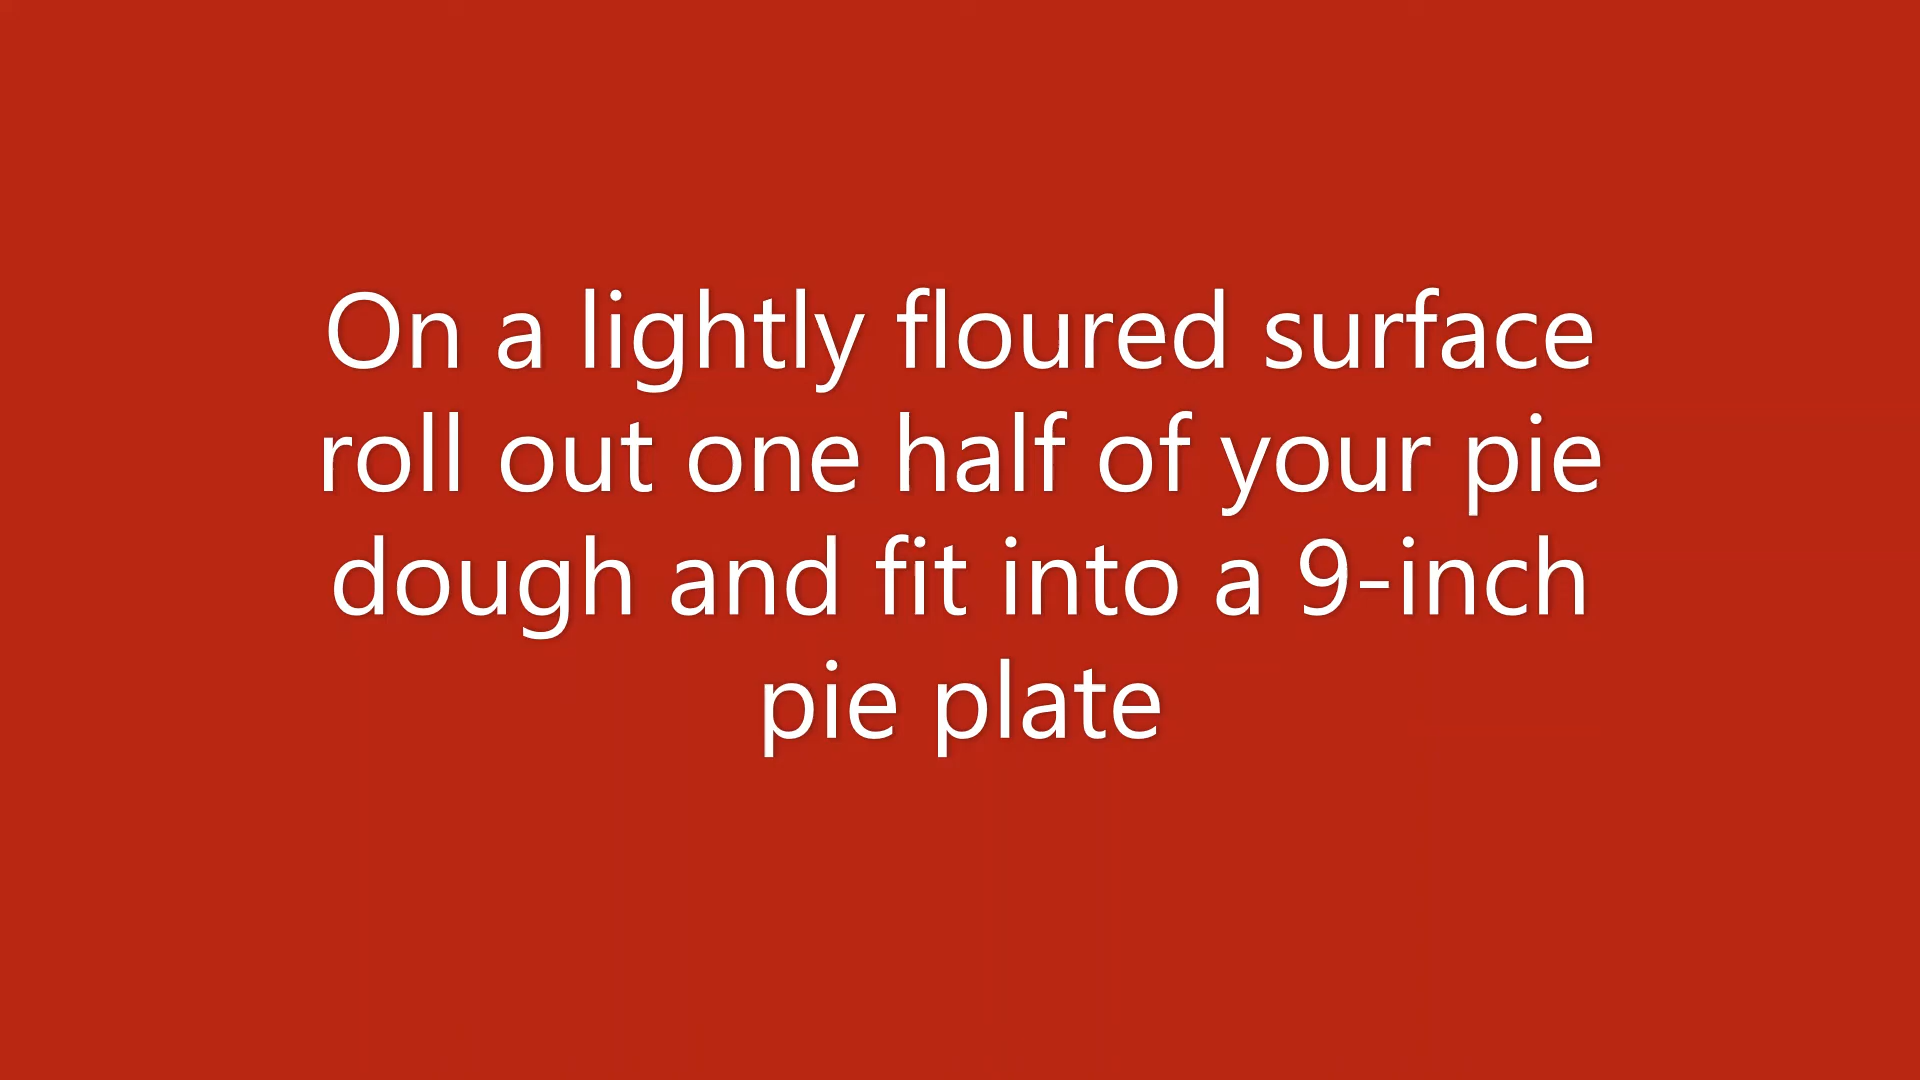 On a lightly floured surface
roll out one half of your pie
dough and fit into a 9-inch
pie plate